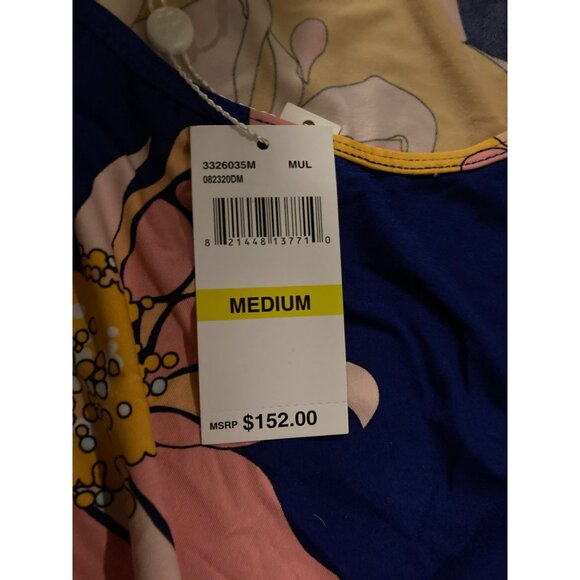 3326035M MUL
082320DM
8 21448 13771 0
MEDIUM
MSRP $152.00